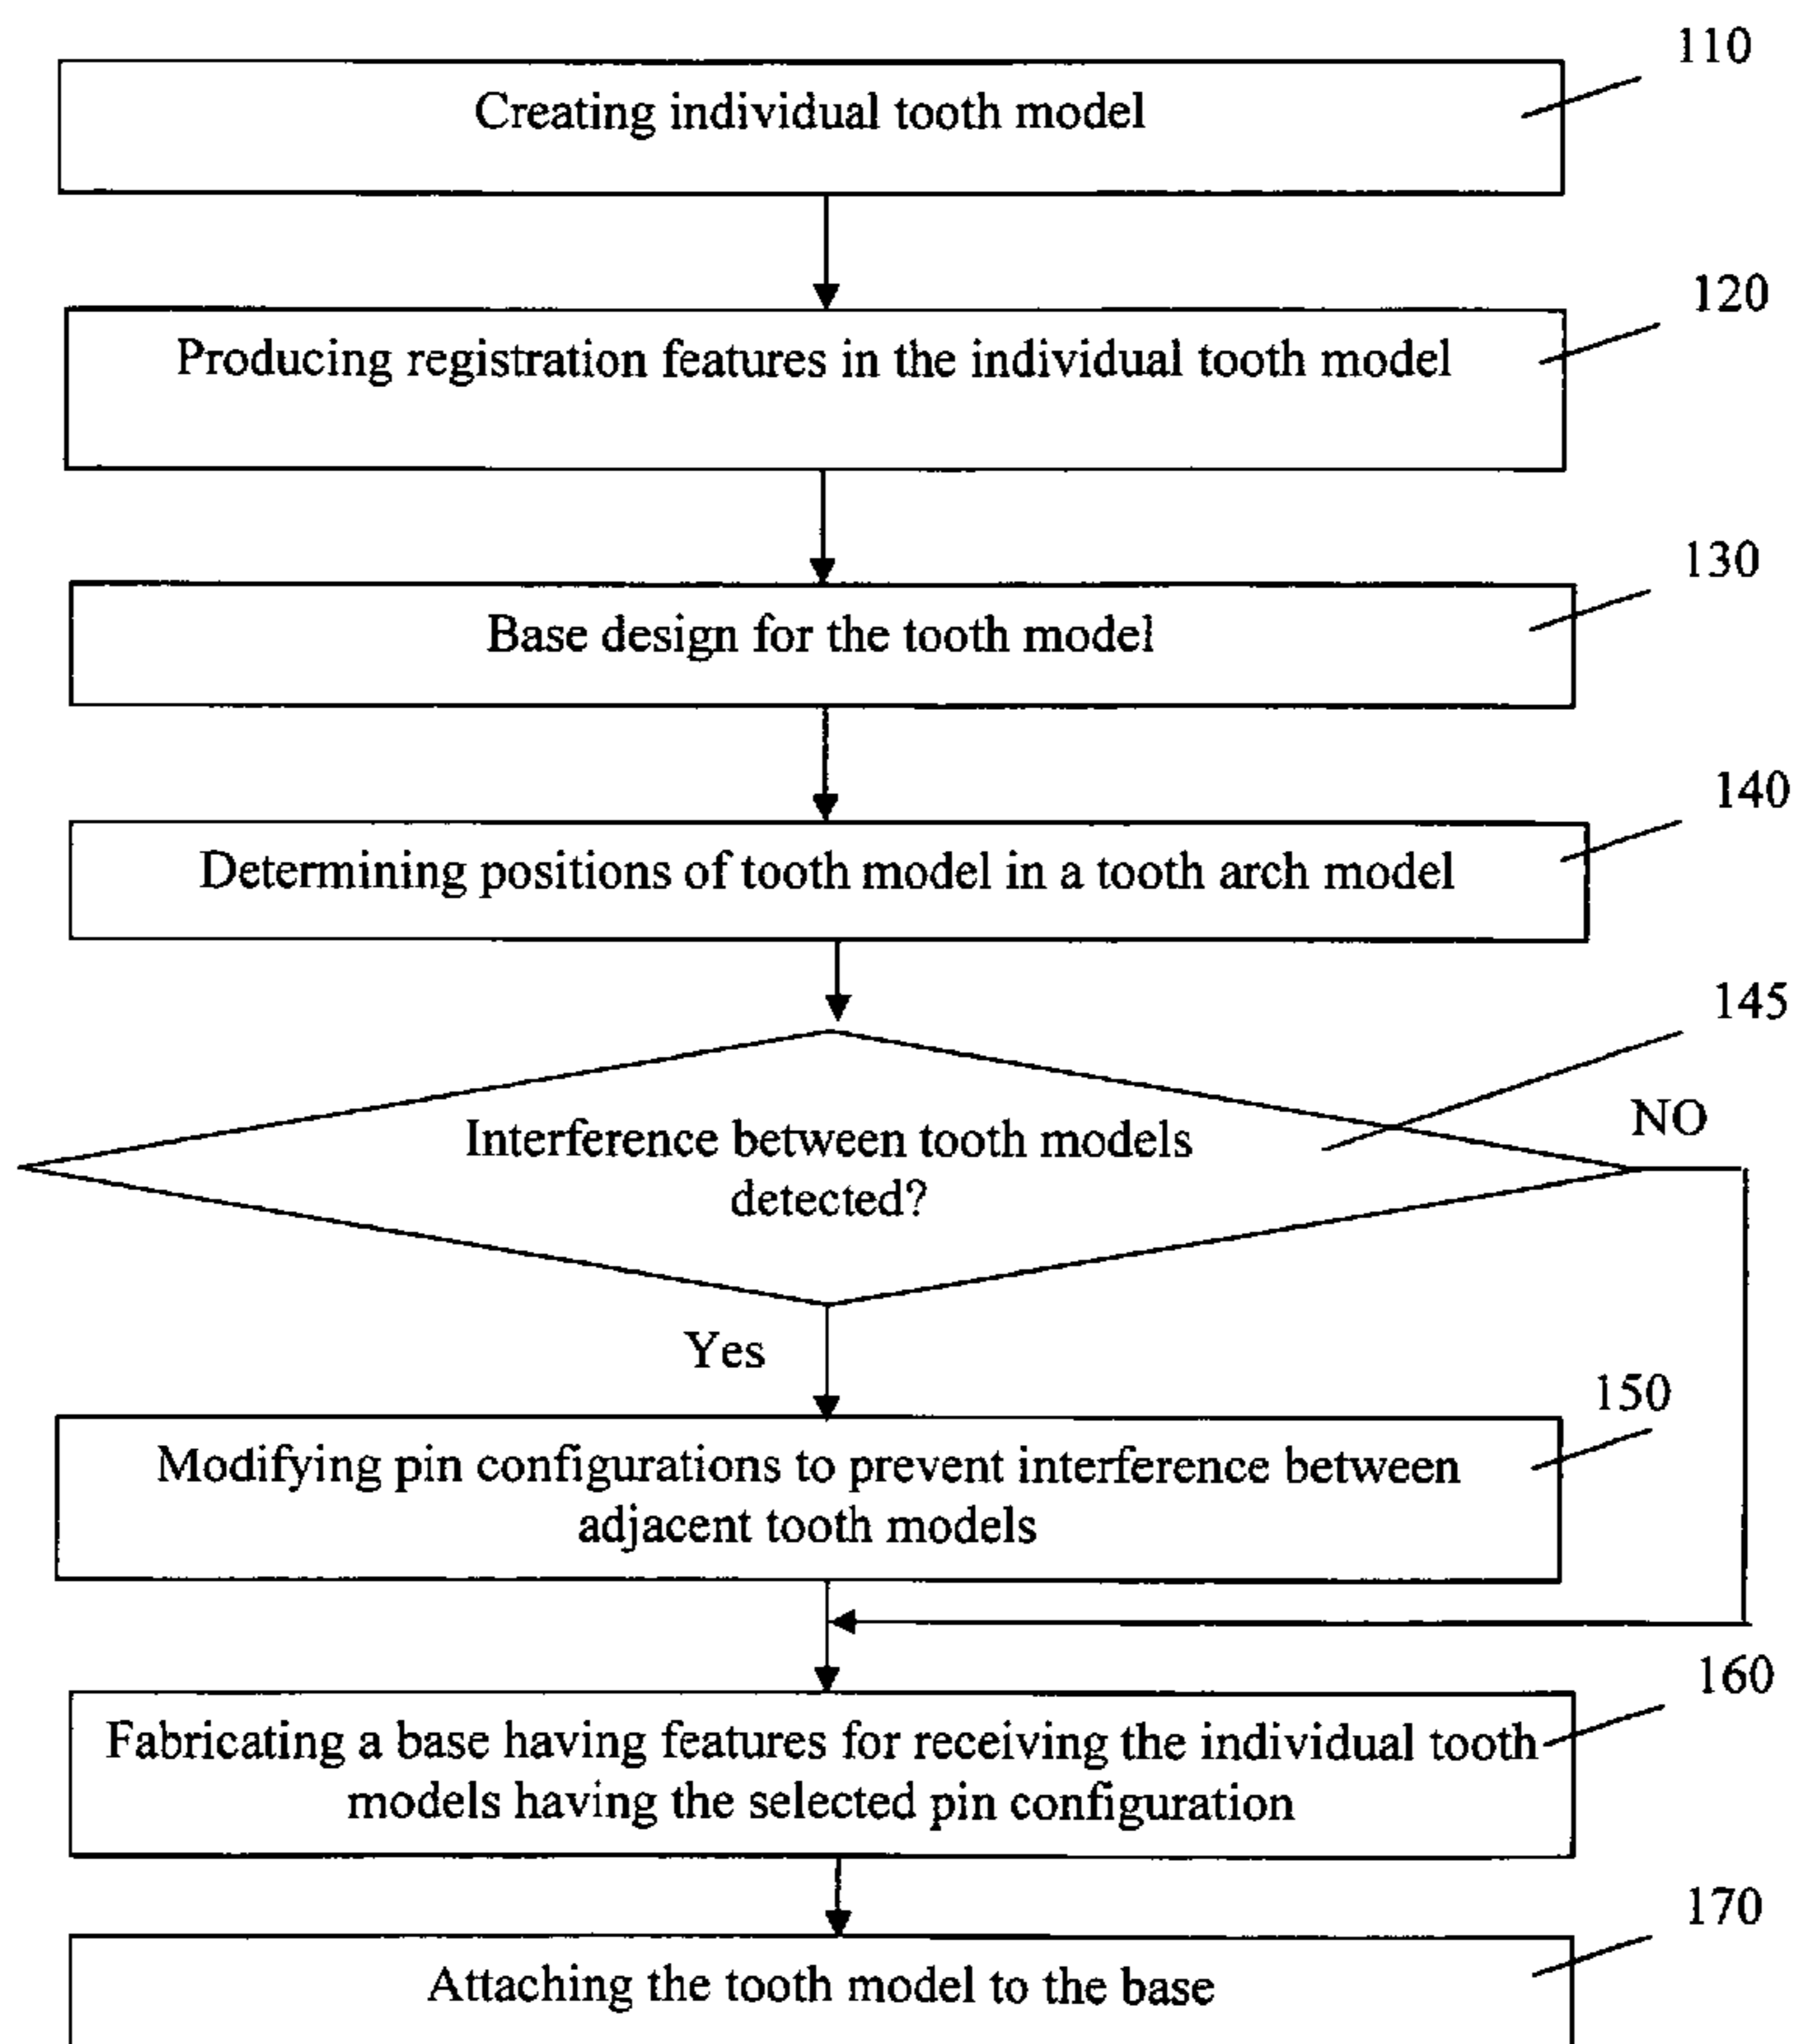 110
Creating individual tooth model
120
Producing registration features in the individual tooth model
130
Base design for the tooth model
140
Determining positions of tooth model in a tooth arch model
145
NO
Interference between tooth models
detected?
Yes
150
Modifying pin configurations to prevent interference between
adjacent tooth models
160
Fabricating a base having features for receiving the individual tooth
models having the selected pin configuration
170
Attaching the tooth model to the base